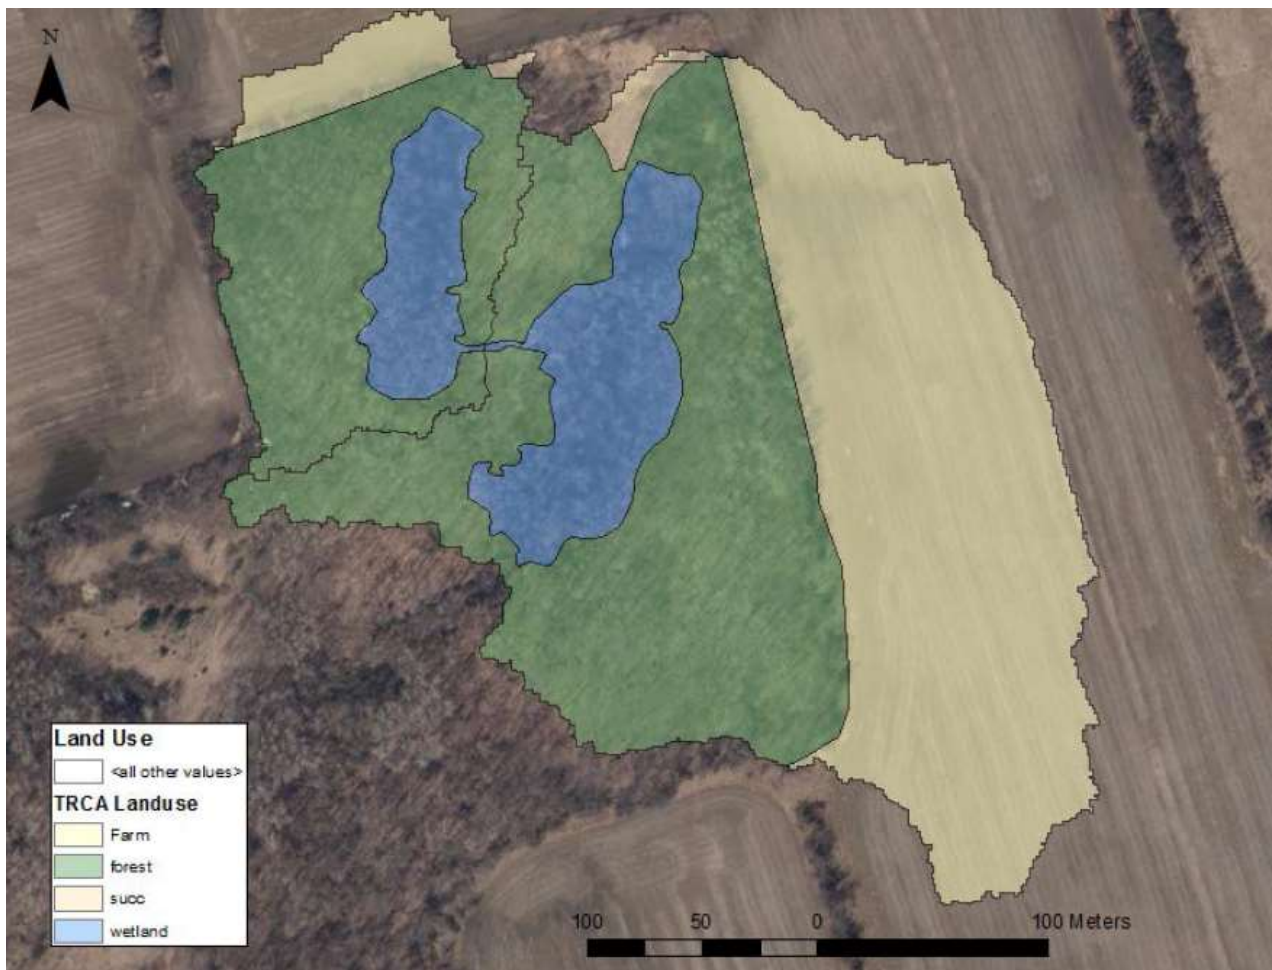 N
Land Use
<all other values>
TRCA Landuse
Farm
forest
succ
wetland
100 50 0 100 Meters